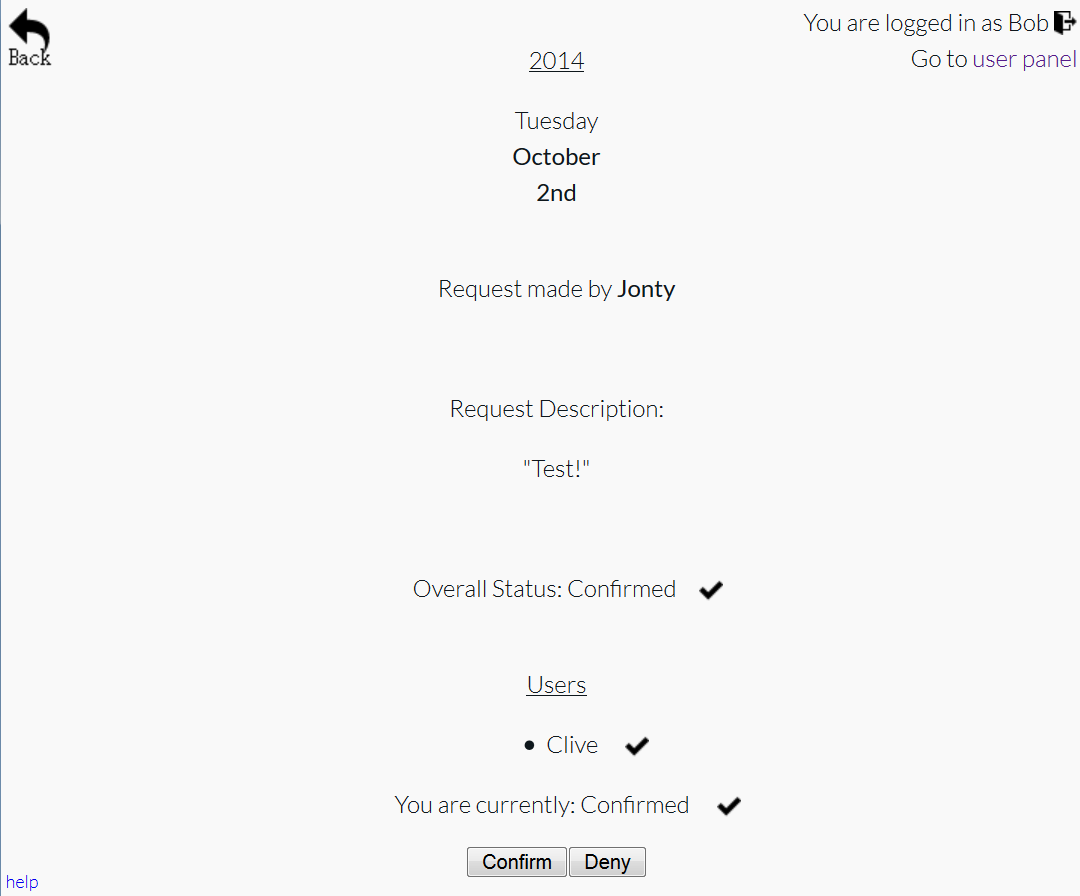 Back
You are logged in as Bob
Go to user panel
2014
Tuesday
October
2nd
Request made by Jonty
Request Description:
"Test!"
Overall Status: Confirmed
Users
Clive
You are currently: Confirmed
Confirm Deny
help